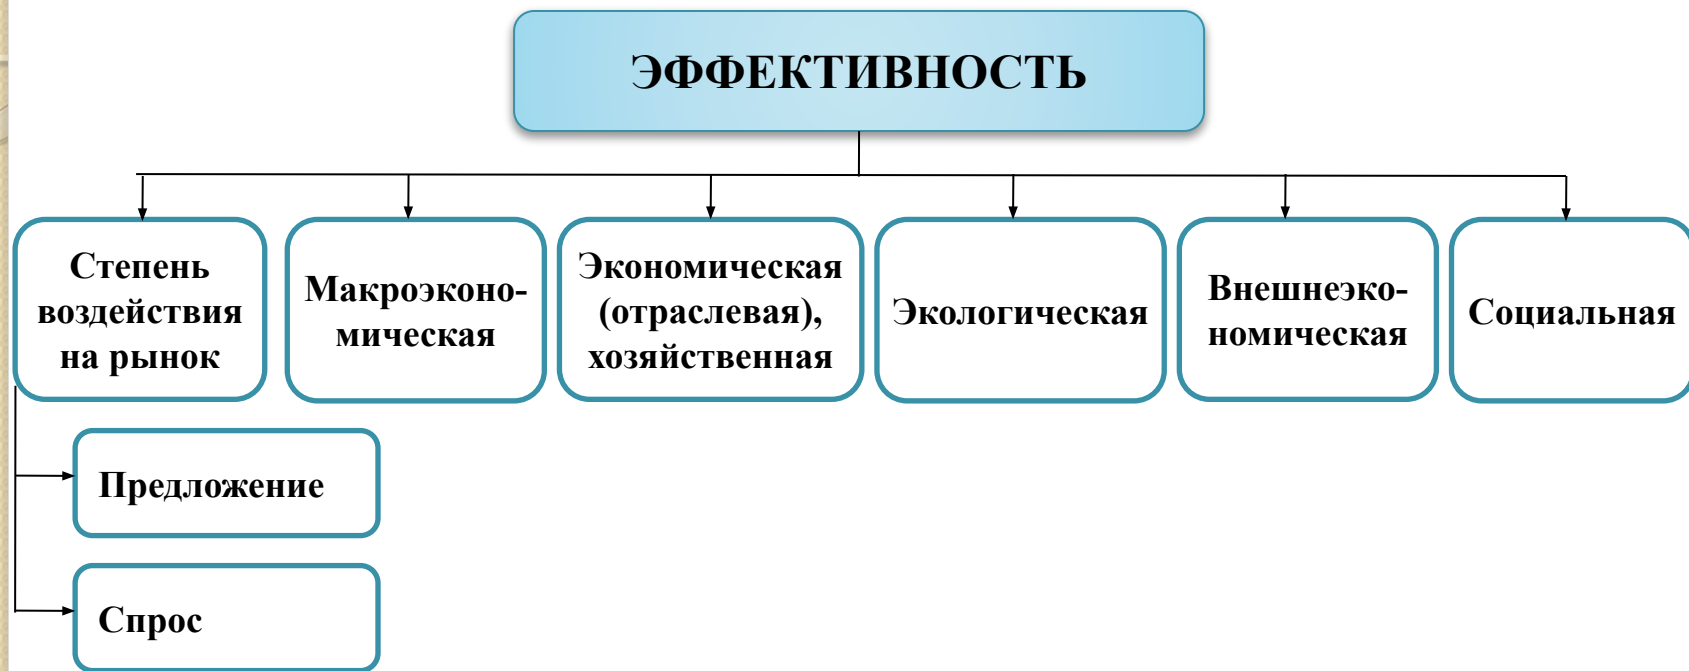 ЭФФЕКТИВНОСТЬ
Степень
воздействия
на рынок
Макроэконо-
мическая
Экономическая
(отраслевая),
хозяйственная
Экологическая
Внешнеэко-
номическая
Социальная
Предложение
Спрос